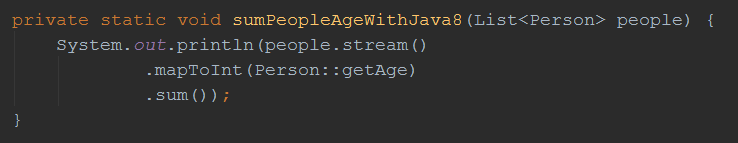 private static void sumPeopleAgeWithJava8(List<Person> people) {
    System.out.println(people.stream()
            .mapToInt(Person::getAge)
            .sum());
}